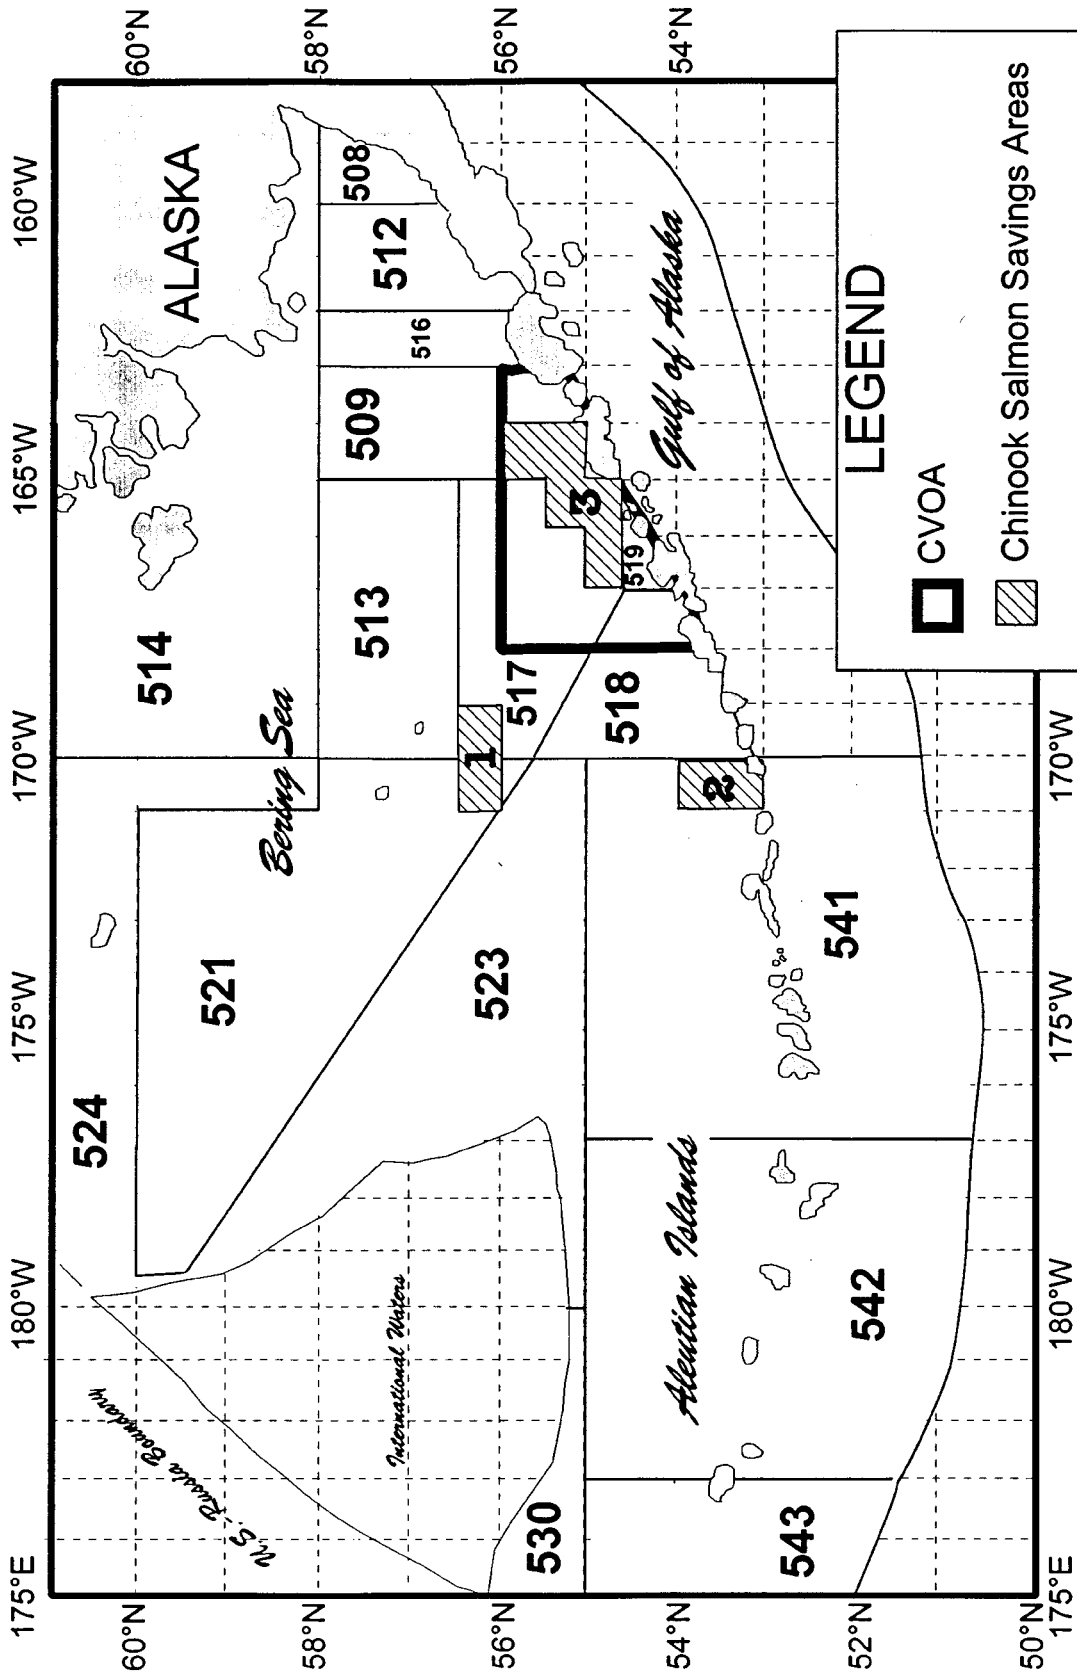 175°E
180°W
175°W
170°W
165°W
160°W
60°N
58°N
56°N
54°N
52°N
50°N
60°N
58°N
56°N
54°N
175°E
180°W
175°W
170°W
U.S.-Russia Boundary
International Waters
Bering Sea
ALASKA
Aleutian Islands
Gulf of Alaska
524
514
521
513
509
516
512
508
523
517
518
519
530
543
542
541
1
2
3
LEGEND
CVOA
Chinook Salmon Savings Areas